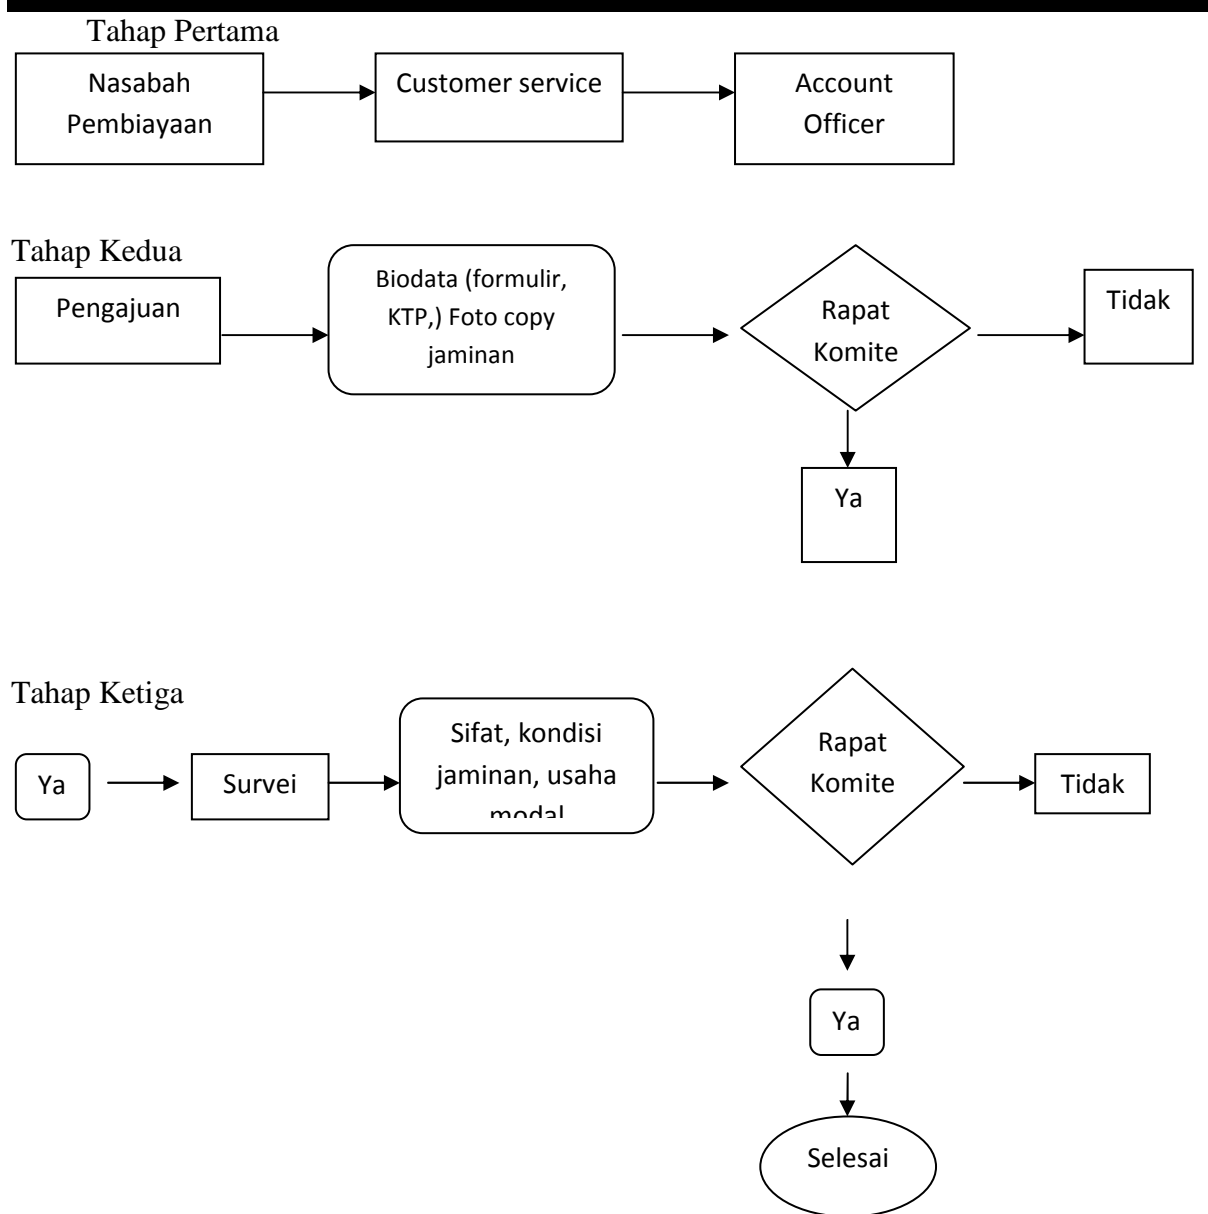 Tahap Pertama
Nasabah
Pembiayaan
Customer service
Account
Officer
Tahap Kedua
Pengajuan
Biodata (formulir,
KTP,) Foto copy
jaminan
Rapat
Komite
Tidak
Ya
Tahap Ketiga
Ya
Survei
Sifat, kondisi
jaminan, usaha
modal
Rapat
Komite
Tidak
Ya
Selesai